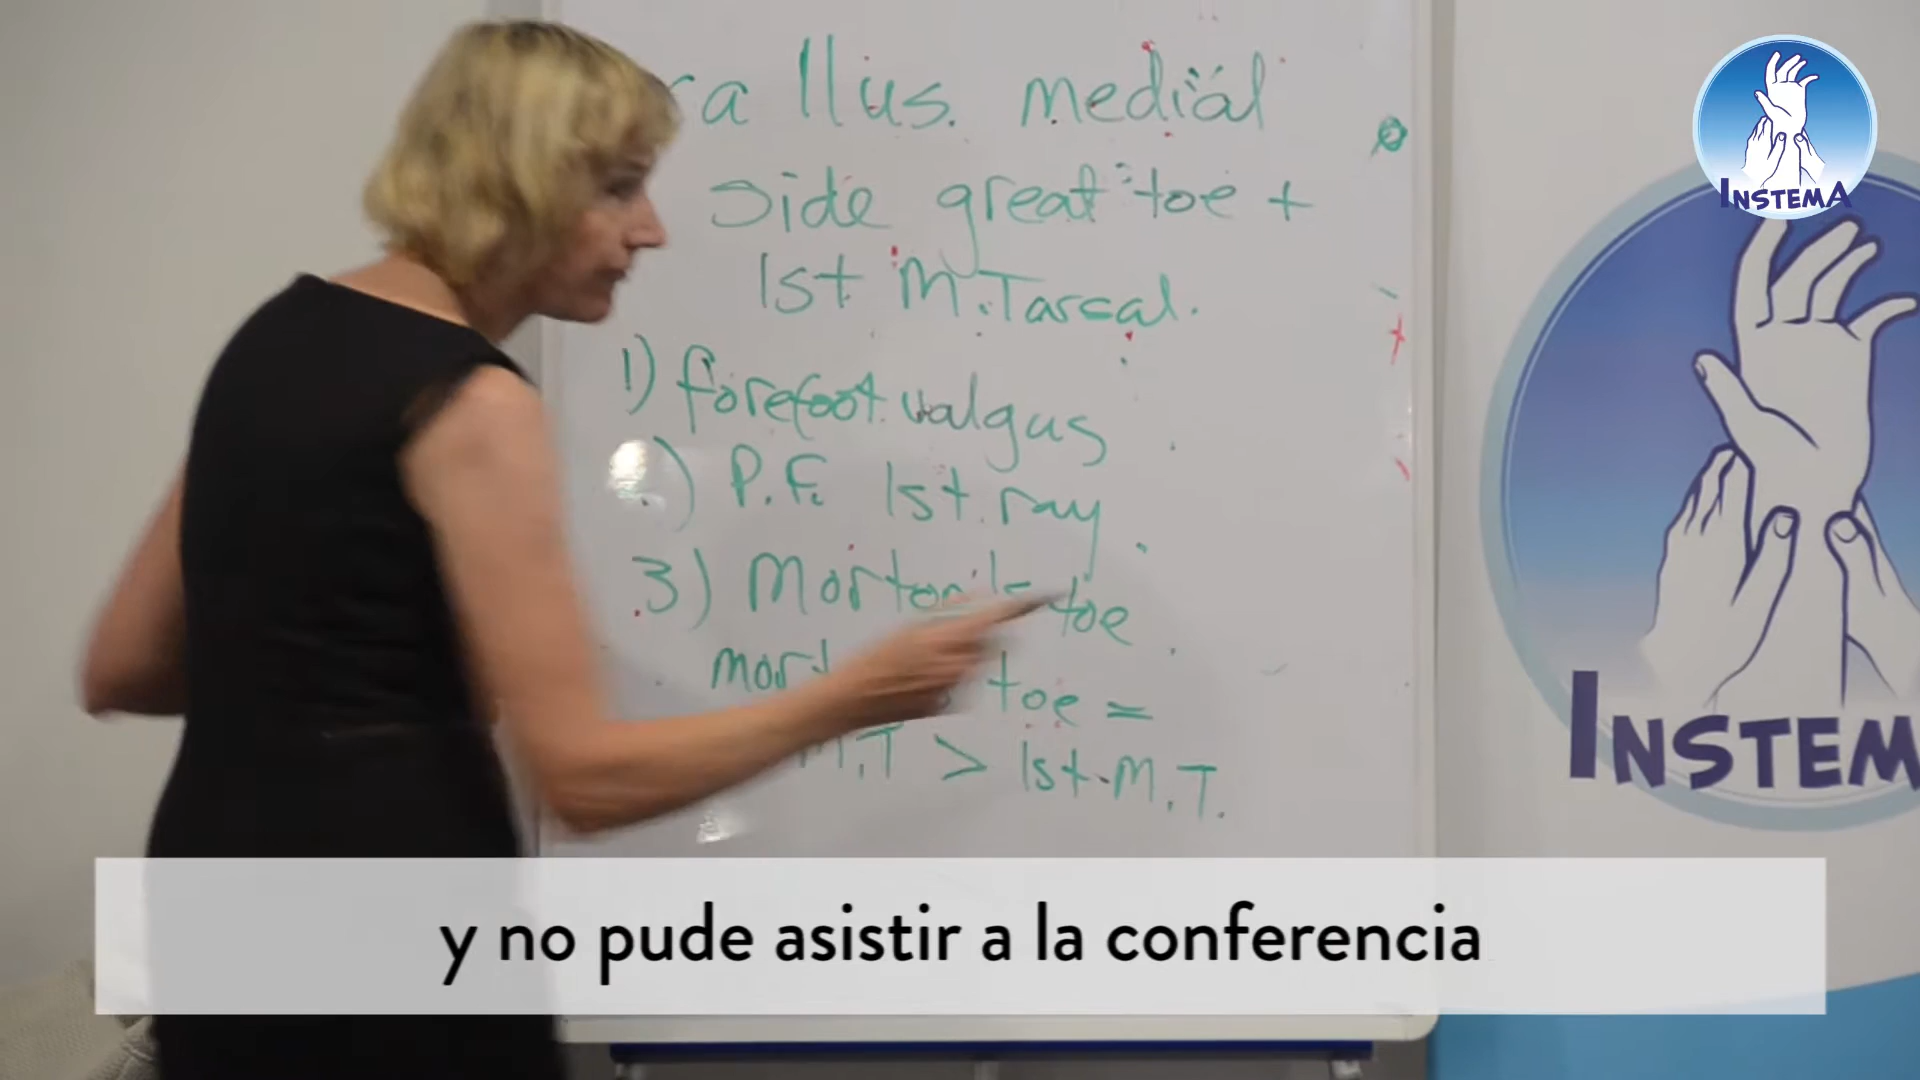 a llus. medial
side great toe +
1st M.Tarsal.
1) forefoot valgus
) P.F. 1st ray
3) Morton's toe
toe =
M.T > 1st M.T.
INSTEMA
INSTEM
y no pude asistir a la conferencia